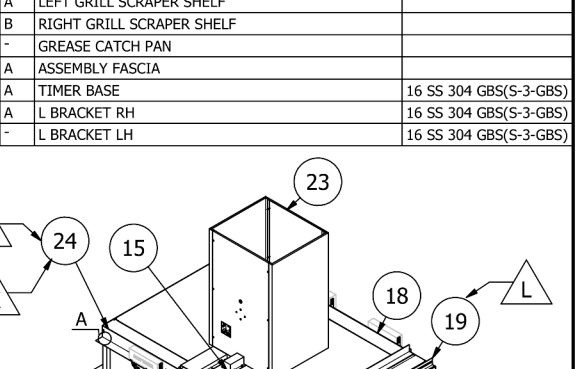 A LEFT GRILL SCRAPER SHELF
B RIGHT GRILL SCRAPER SHELF
- GREASE CATCH PAN
A ASSEMBLY FASCIA
A TIMER BASE 16 SS 304 GBS(S-3-GBS)
A L BRACKET RH 16 SS 304 GBS(S-3-GBS)
- L BRACKET LH 16 SS 304 GBS(S-3-GBS)
23
24
15
18
L
19
A